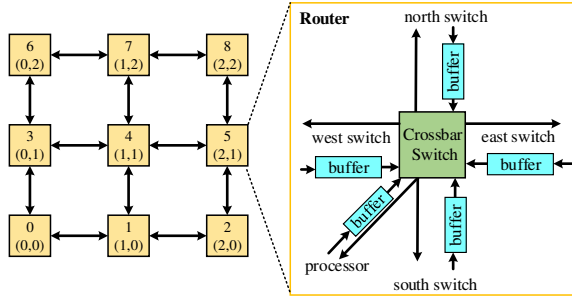 6
(0,2)
7
(1,2)
8
(2,2)
3
(0,1)
4
(1,1)
5
(2,1)
0
(0,0)
1
(1,0)
2
(2,0)
Router
north switch
buffer
west switch
Crossbar
Switch
east switch
buffer
buffer
buffer
buffer
processor
south switch